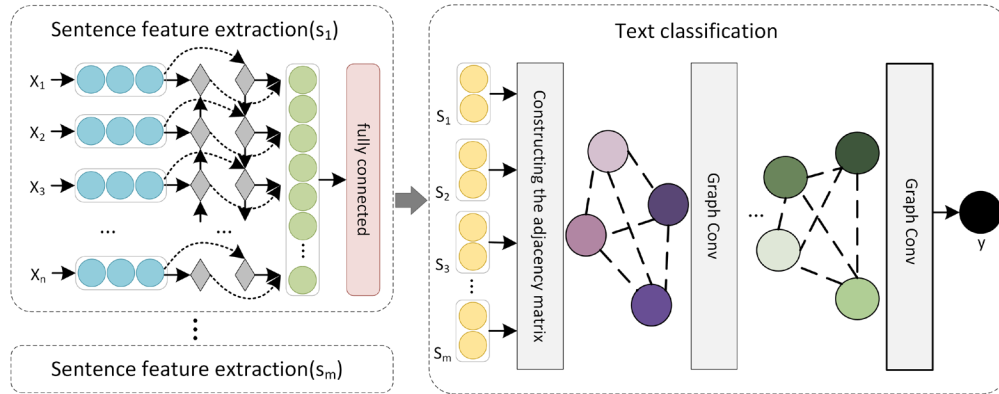 Sentence feature extraction(s1)
X1
X2
X3
...
...
Xn
fully connected
Sentence feature extraction(sm)
Text classification
S1
S2
S3
Sm
Constructing the adjacency matrix
Graph Conv
...
Graph Conv
y